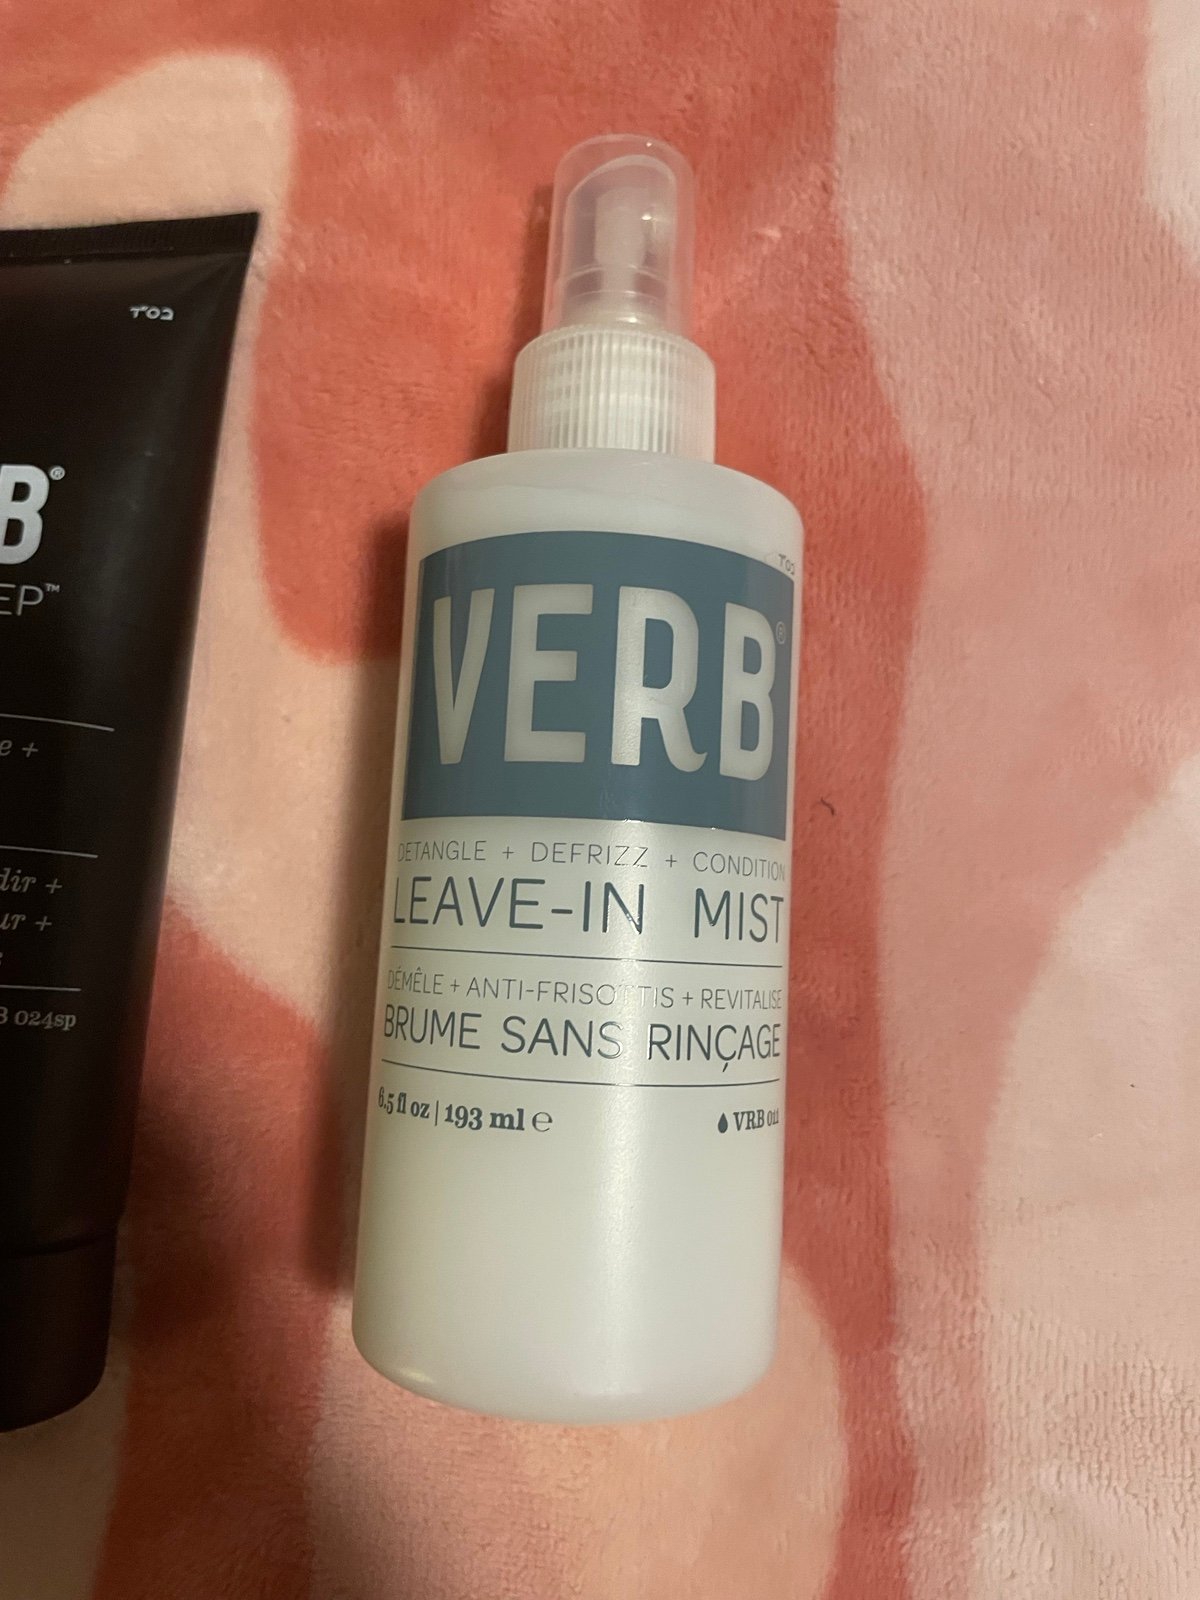 VERB®
DETANGLE + DEFRIZZ + CONDITION
LEAVE-IN MIST
DÉMÊLE + ANTI-FRISOTTIS + REVITALISE
BRUME SANS RINÇAGE
6.5 fl oz | 193 ml ℮
VRB 011
RB®
EP™
e +
dir +
ur +
B 024sp